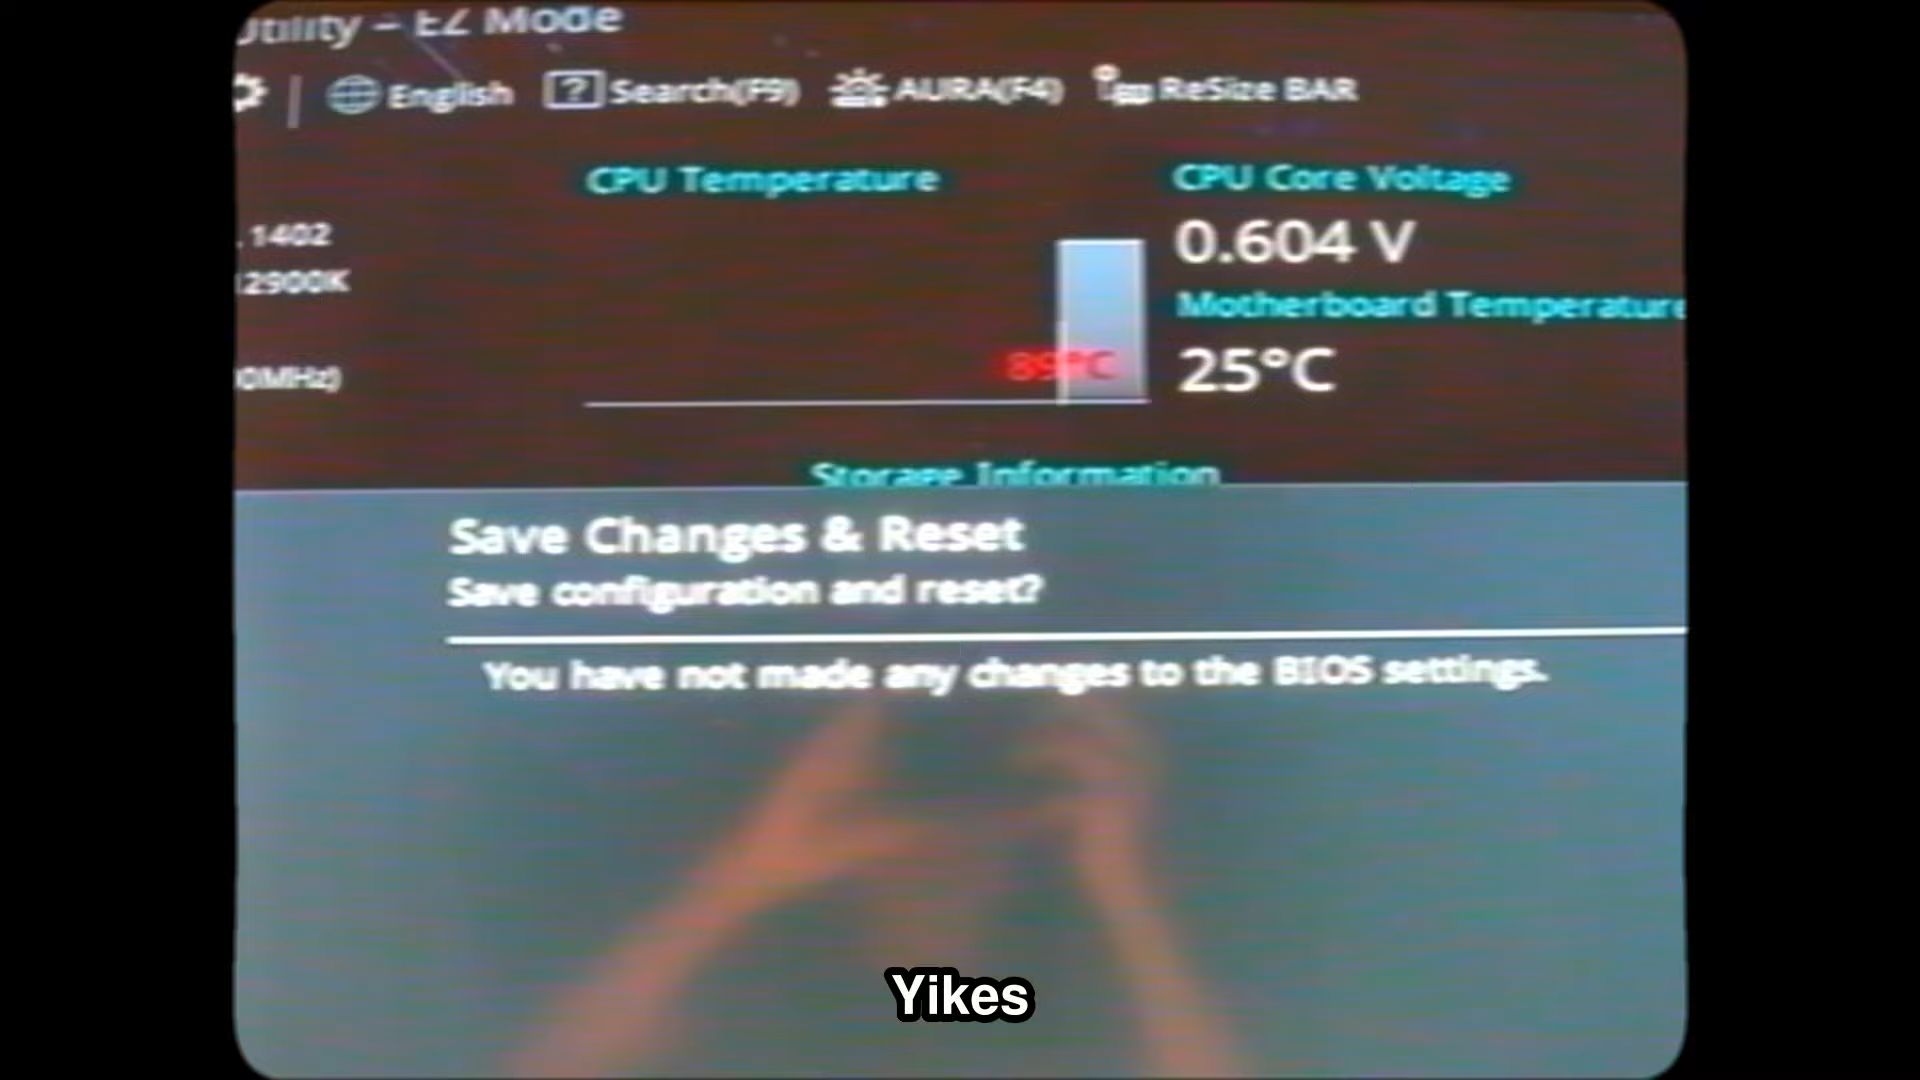 Utility – EZ Mode
English Search(F9) AURA(F4) ReSize BAR
CPU Temperature CPU Core Voltage
. 1402 0.604 V
2900K Motherboard Temperature
0MHz) 89°C 25°C
Storage Information
Save Changes & Reset
Save configuration and reset?
You have not made any changes to the BIOS settings.
Yikes